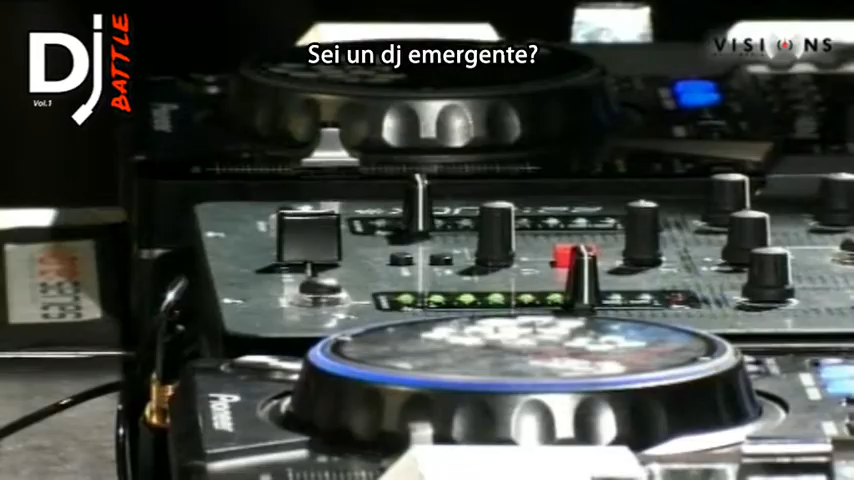 Dj
BATTLE
Vol.1
Sei un dj emergente?
VISIONS
Pioneer